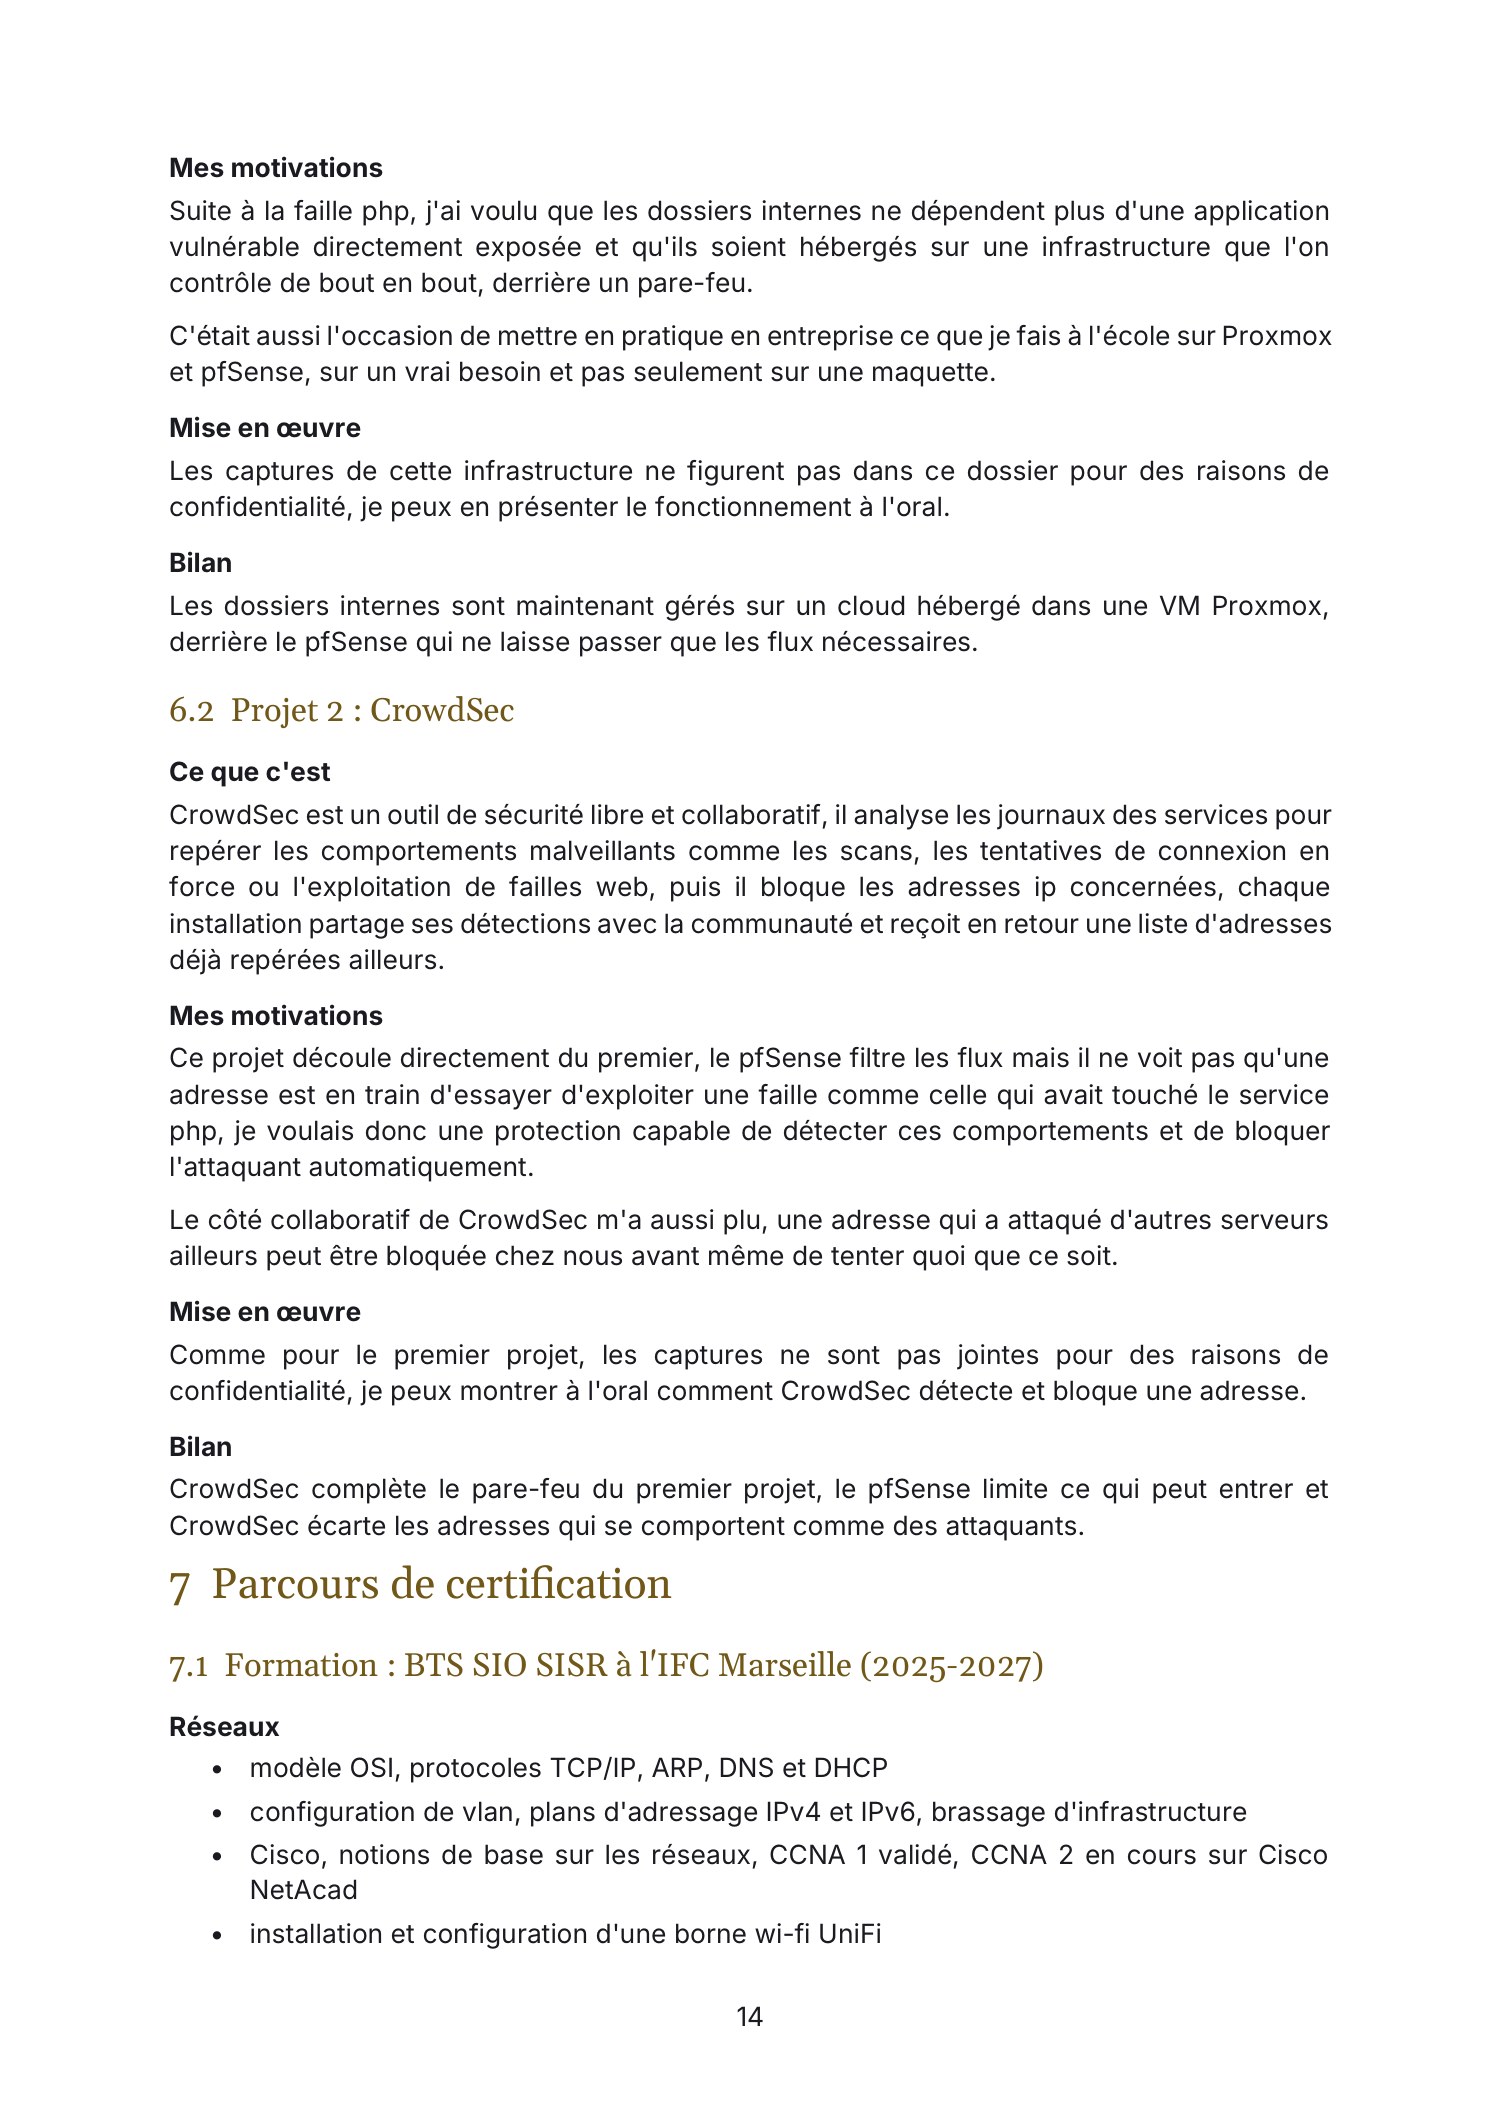 Mes motivations
Suite à la faille php, j'ai voulu que les dossiers internes ne dépendent plus d'une application
vulnérable directement exposée et qu'ils soient hébergés sur une infrastructure que l'on
contrôle de bout en bout, derrière un pare-feu.
C'était aussi l'occasion de mettre en pratique en entreprise ce que je fais à l'école sur Proxmox
et pfSense, sur un vrai besoin et pas seulement sur une maquette.
Mise en œuvre
Les captures de cette infrastructure ne figurent pas dans ce dossier pour des raisons de
confidentialité, je peux en présenter le fonctionnement à l'oral.
Bilan
Les dossiers internes sont maintenant gérés sur un cloud hébergé dans une VM Proxmox,
derrière le pfSense qui ne laisse passer que les flux nécessaires.
6.2 Projet 2 : CrowdSec
Ce que c'est
CrowdSec est un outil de sécurité libre et collaboratif, il analyse les journaux des services pour
repérer les comportements malveillants comme les scans, les tentatives de connexion en
force ou l'exploitation de failles web, puis il bloque les adresses ip concernées, chaque
installation partage ses détections avec la communauté et reçoit en retour une liste d'adresses
déjà repérées ailleurs.
Mes motivations
Ce projet découle directement du premier, le pfSense filtre les flux mais il ne voit pas qu'une
adresse est en train d'essayer d'exploiter une faille comme celle qui avait touché le service
php, je voulais donc une protection capable de détecter ces comportements et de bloquer
l'attaquant automatiquement.
Le côté collaboratif de CrowdSec m'a aussi plu, une adresse qui a attaqué d'autres serveurs
ailleurs peut être bloquée chez nous avant même de tenter quoi que ce soit.
Mise en œuvre
Comme pour le premier projet, les captures ne sont pas jointes pour des raisons de
confidentialité, je peux montrer à l'oral comment CrowdSec détecte et bloque une adresse.
Bilan
CrowdSec complète le pare-feu du premier projet, le pfSense limite ce qui peut entrer et
CrowdSec écarte les adresses qui se comportent comme des attaquants.
7 Parcours de certification
7.1 Formation : BTS SIO SISR à l'IFC Marseille (2025-2027)
Réseaux
• modèle OSI, protocoles TCP/IP, ARP, DNS et DHCP
• configuration de vlan, plans d'adressage IPv4 et IPv6, brassage d'infrastructure
• Cisco, notions de base sur les réseaux, CCNA 1 validé, CCNA 2 en cours sur Cisco
NetAcad
• installation et configuration d'une borne wi-fi UniFi
14